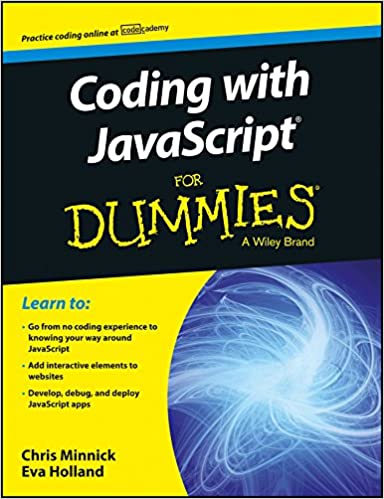 Practice coding online at codecademy
Coding with
JavaScript®
FOR
DUMMIES®
A Wiley Brand
Learn to:
• Go from no coding experience to
knowing your way around
JavaScript
• Add interactive elements to
websites
• Develop, debug, and deploy
JavaScript apps
Chris Minnick
Eva Holland